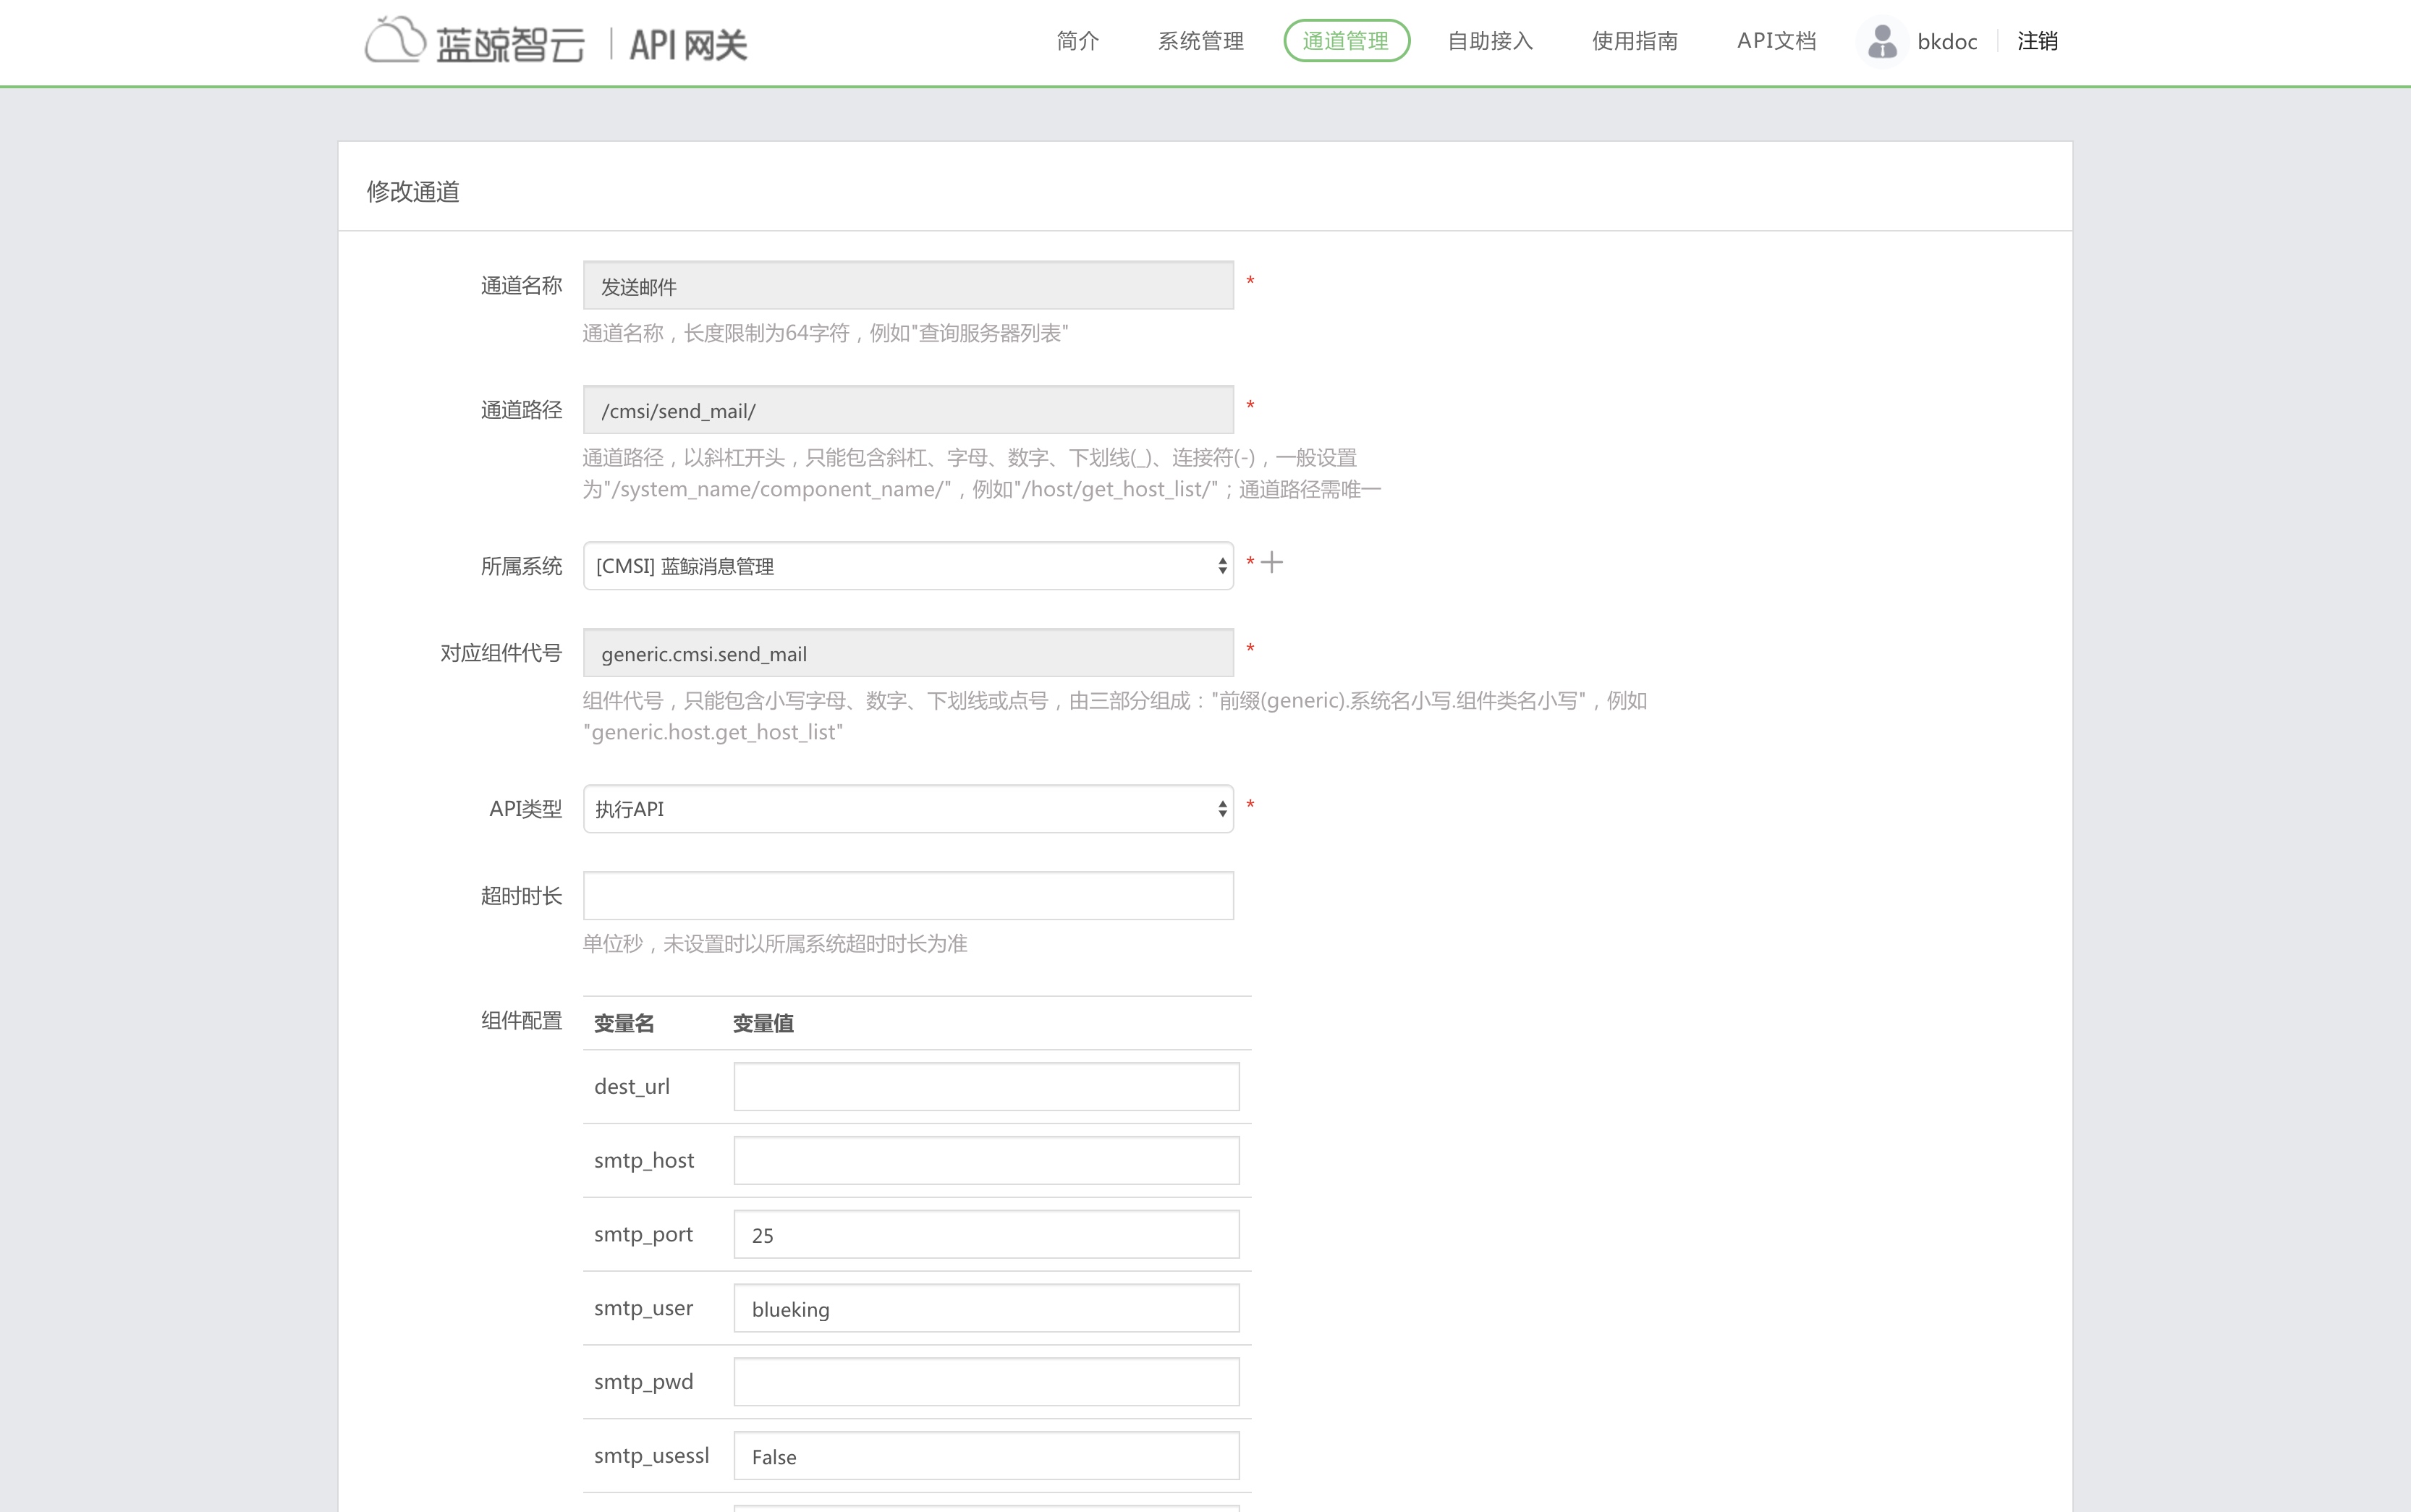 蓝鲸智云 | API 网关
简介 系统管理 通道管理 自助接入 使用指南 API文档 bkdoc 注销
修改通道
通道名称 发送邮件 *
通道名称，长度限制为64字符，例如"查询服务器列表"
通道路径 /cmsi/send_mail/ *
通道路径，以斜杠开头，只能包含斜杠、字母、数字、下划线(_)、连接符(-)，一般设置
为"/system_name/component_name/"，例如"/host/get_host_list/"；通道路径需唯一
所属系统 [CMSI] 蓝鲸消息管理 *
对应组件代号 generic.cmsi.send_mail *
组件代号，只能包含小写字母、数字、下划线或点号，由三部分组成："前缀(generic).系统名小写.组件类名小写"，例如
"generic.host.get_host_list"
API类型 执行API *
超时时长
单位秒，未设置时以所属系统超时时长为准
组件配置 变量名 变量值
dest_url
smtp_host
smtp_port 25
smtp_user blueking
smtp_pwd
smtp_usessl False